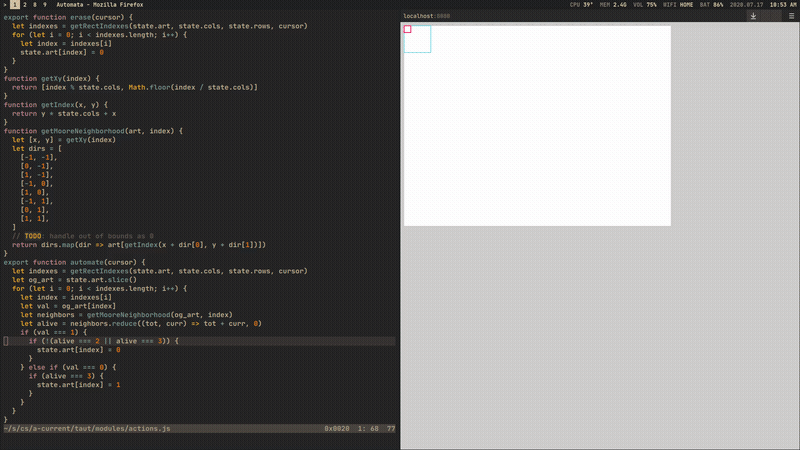 > 1 2 8 9 Automata - Mozilla Firefox CPU 39° MEM 2.4G VOL 75% WIFI HOME BAT 86% 2020.07.17 10:53 AM
export function erase(cursor) {
let indexes = getRectIndexes(state.art, state.cols, state.rows, cursor)
for (let i = 0; i < indexes.length; i++) {
let index = indexes[i]
state.art[index] = 0
}
}
function getXy(index) {
return [index % state.cols, Math.floor(index / state.cols)]
}
function getIndex(x, y) {
return y * state.cols + x
}
function getMooreNeighborhood(art, index) {
let [x, y] = getXy(index)
let dirs = [
[-1, -1],
[0, -1],
[1, -1],
[-1, 0],
[1, 0],
[-1, 1],
[0, 1],
[1, 1],
]
// TODO: handle out of bounds as 0
return dirs.map(dir => art[getIndex(x + dir[0], y + dir[1])])
}
export function automate(cursor) {
let indexes = getRectIndexes(state.art, state.cols, state.rows, cursor)
let og_art = state.art.slice()
for (let i = 0; i < indexes.length; i++) {
let index = indexes[i]
let val = og_art[index]
let neighbors = getMooreNeighborhood(og_art, index)
let alive = neighbors.reduce((tot, curr) => tot + curr, 0)
if (val === 1) {
if (!(alive === 2 || alive === 3)) {
state.art[index] = 0
}
} else if (val === 0) {
if (alive === 3) {
state.art[index] = 1
}
}
}
}
~/s/cs/a-current/taut/modules/actions.js 0x0020 1: 68 77
localhost:8080